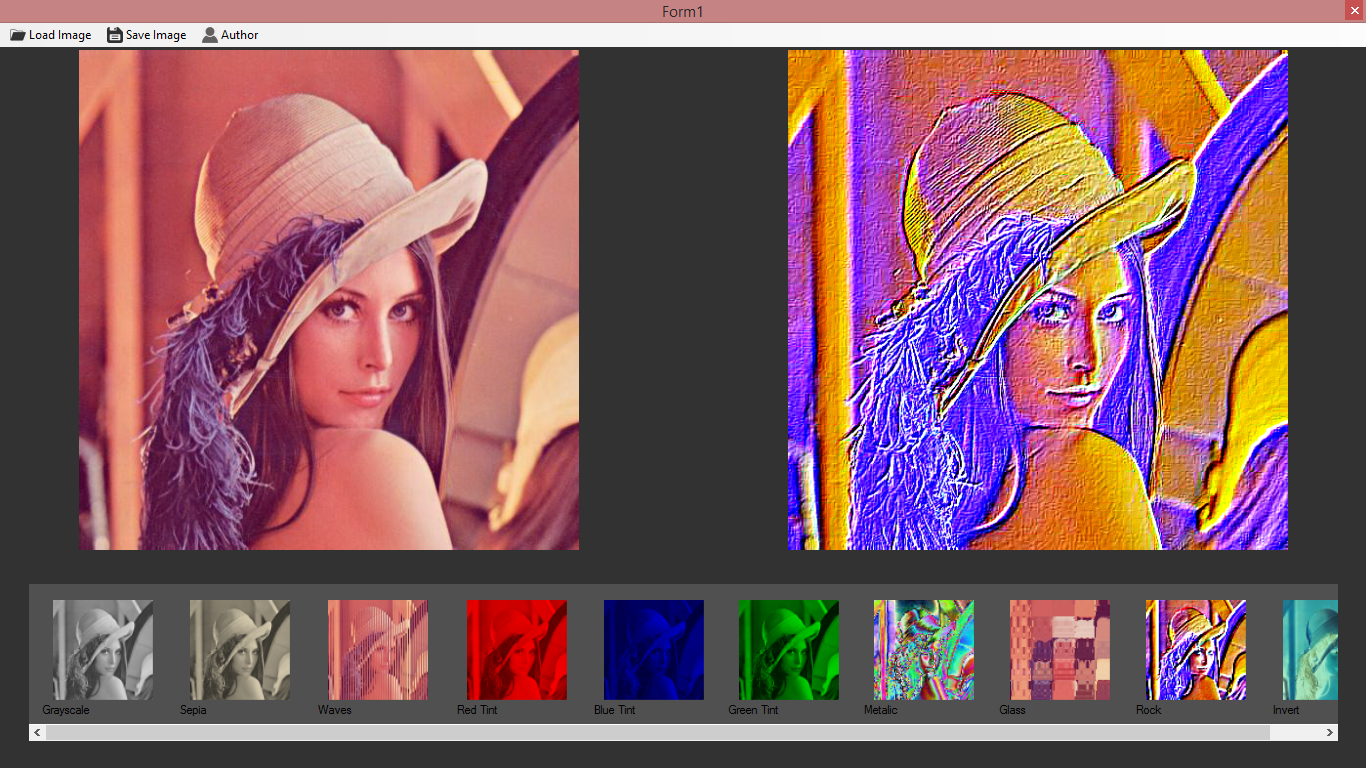 Form1
Load Image Save Image Author
Grayscale Sepia Waves Red Tint Blue Tint Green Tint Metalic Glass Rock Invert